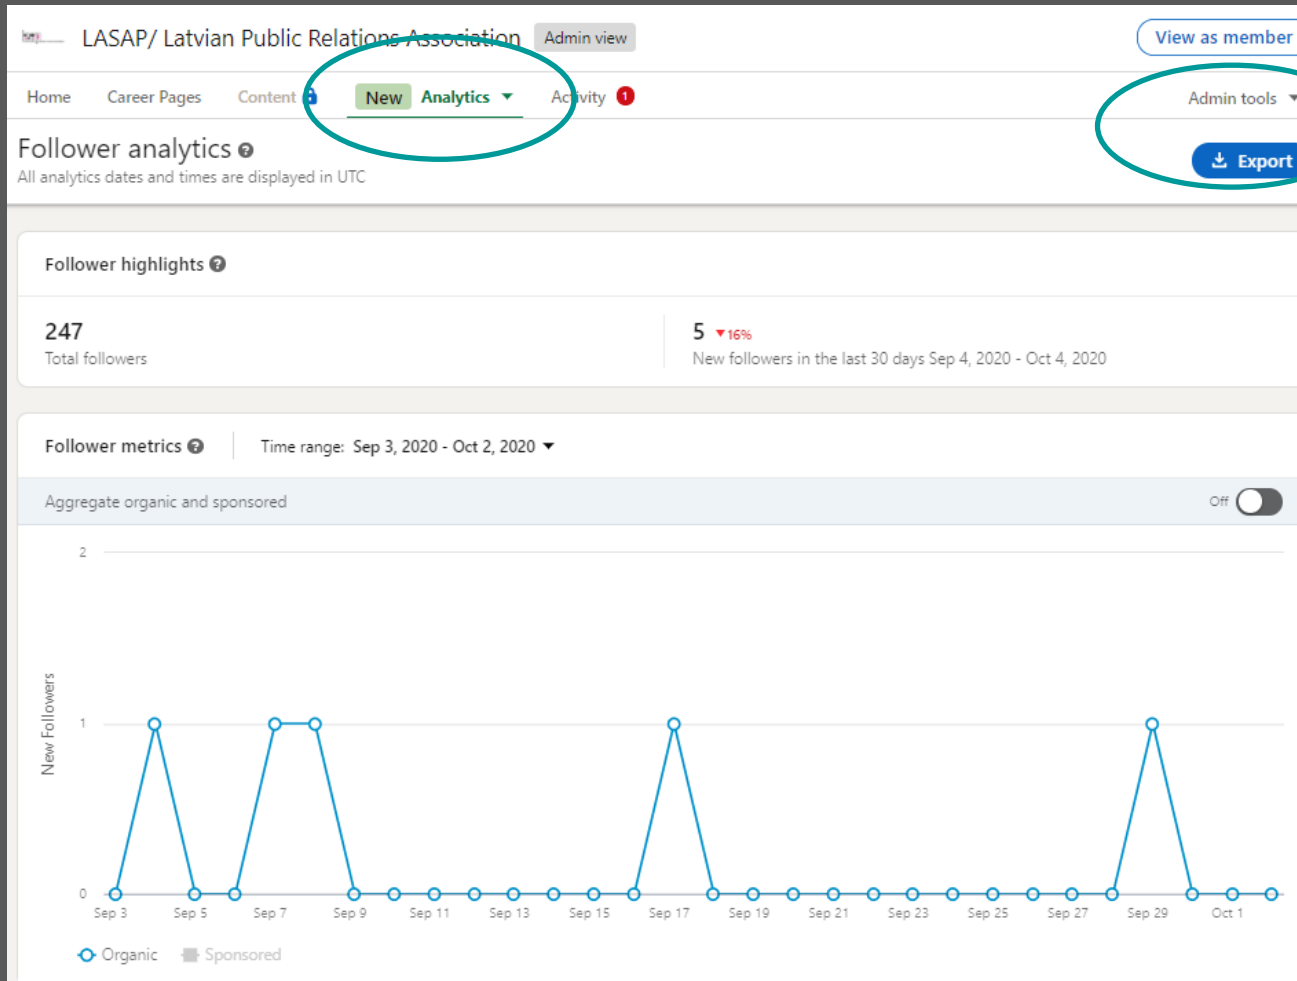 LASAP/ Latvian Public Relations Association Admin view View as member
Home Career Pages Content New Analytics Activity 1 Admin tools
Follower analytics
All analytics dates and times are displayed in UTC
Export
Follower highlights
247
Total followers
5 ▼16%
New followers in the last 30 days Sep 4, 2020 - Oct 4, 2020
Follower metrics Time range: Sep 3, 2020 - Oct 2, 2020
Aggregate organic and sponsored Off
2
New Followers
1
0
Sep 3 Sep 5 Sep 7 Sep 9 Sep 11 Sep 13 Sep 15 Sep 17 Sep 19 Sep 21 Sep 23 Sep 25 Sep 27 Sep 29 Oct 1
Organic Sponsored